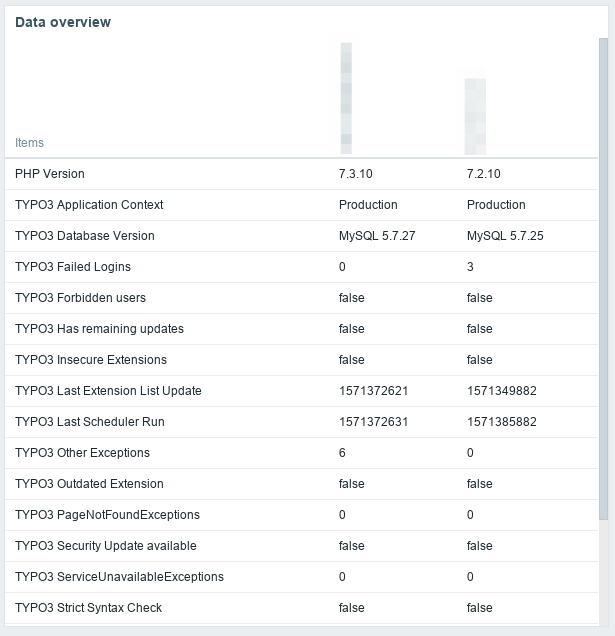 Data overview
Items
PHP Version 7.3.10 7.2.10
TYPO3 Application Context Production Production
TYPO3 Database Version MySQL 5.7.27 MySQL 5.7.25
TYPO3 Failed Logins 0 3
TYPO3 Forbidden users false false
TYPO3 Has remaining updates false false
TYPO3 Insecure Extensions false false
TYPO3 Last Extension List Update 1571372621 1571349882
TYPO3 Last Scheduler Run 1571372631 1571385882
TYPO3 Other Exceptions 6 0
TYPO3 Outdated Extension false false
TYPO3 PageNotFoundExceptions 0 0
TYPO3 Security Update available false false
TYPO3 ServiceUnavailableExceptions 0 0
TYPO3 Strict Syntax Check false false